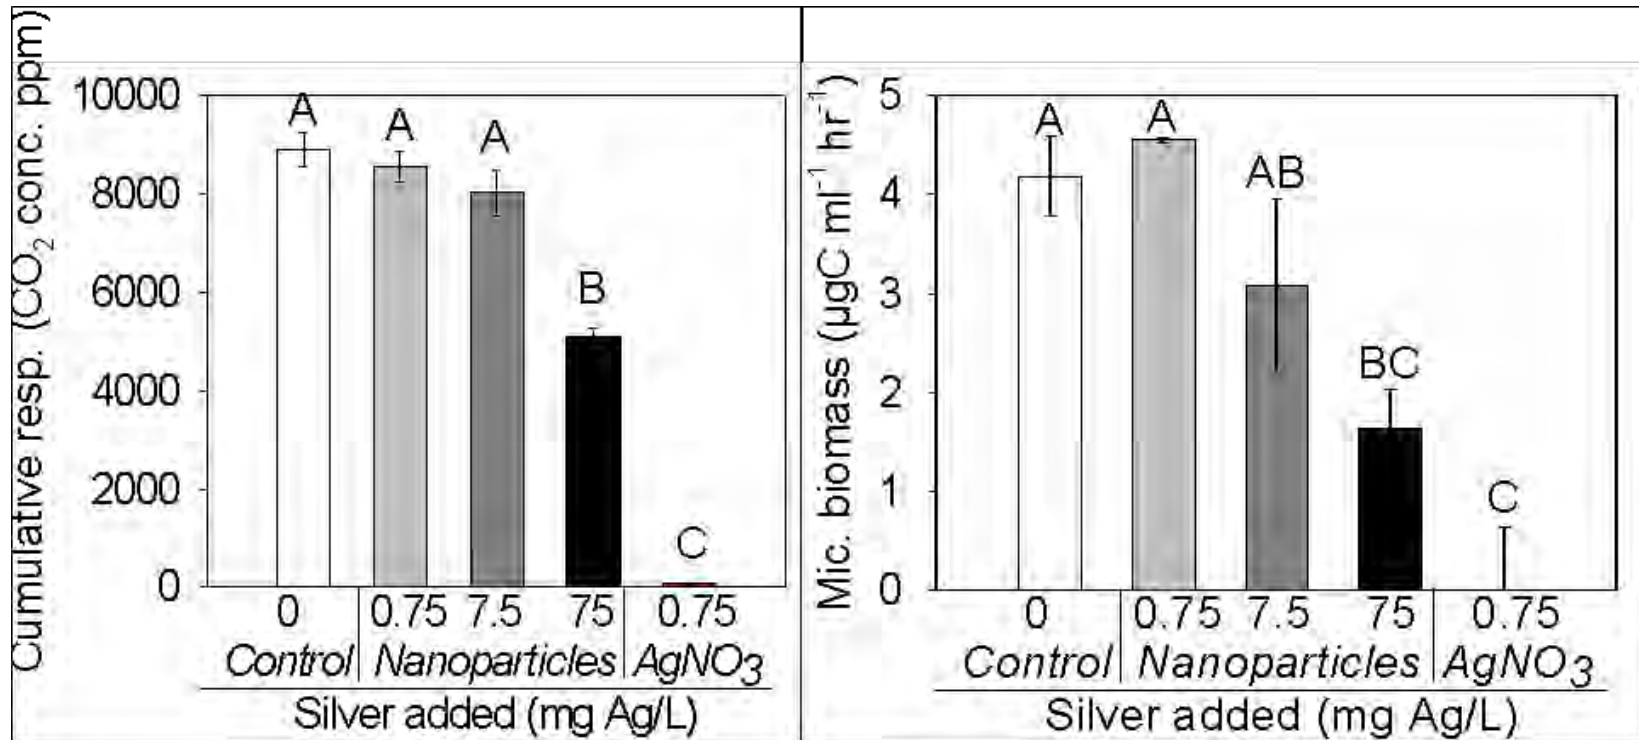 Cumulative resp. (CO₂ conc. ppm)
10000
8000
6000
4000
2000
0
A
A
A
B
C
0 0.75 7.5 75 0.75
Control Nanoparticles AgNO₃
Silver added (mg Ag/L)
Mic. biomass (µgC ml⁻¹ hr⁻¹)
5
4
3
2
1
0
A
A
AB
BC
C
0 0.75 7.5 75 0.75
Control Nanoparticles AgNO₃
Silver added (mg Ag/L)